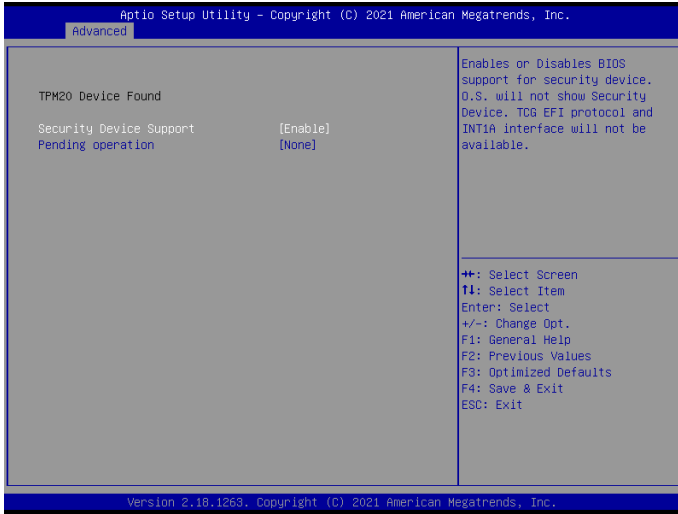 Aptio Setup Utility – Copyright (C) 2021 American Megatrends, Inc.
Advanced
TPM20 Device Found
Security Device Support [Enable]
Pending operation [None]
Enables or Disables BIOS
support for security device.
O.S. will not show Security
Device. TCG EFI protocol and
INT1A interface will not be
available.
→←: Select Screen
↑↓: Select Item
Enter: Select
+/-: Change Opt.
F1: General Help
F2: Previous Values
F3: Optimized Defaults
F4: Save & Exit
ESC: Exit
Version 2.18.1263. Copyright (C) 2021 American Megatrends, Inc.